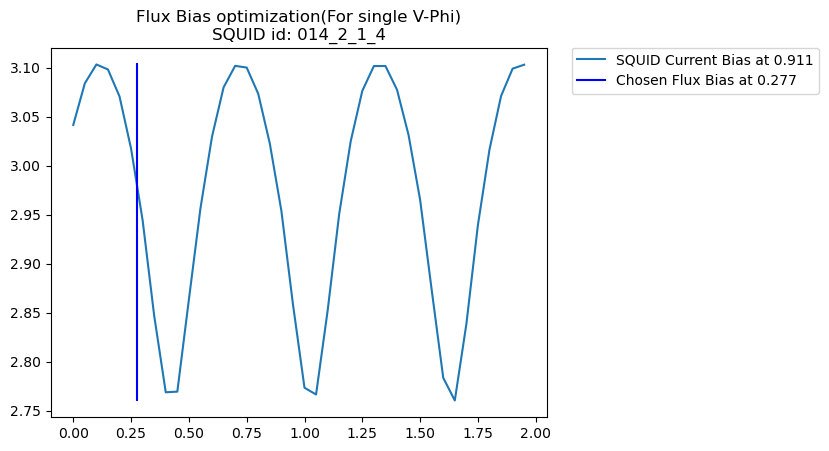 Flux Bias optimization(For single V-Phi)
SQUID id: 014_2_1_4
SQUID Current Bias at 0.911
Chosen Flux Bias at 0.277
3.10
3.05
3.00
2.95
2.90
2.85
2.80
2.75
0.00 0.25 0.50 0.75 1.00 1.25 1.50 1.75 2.00